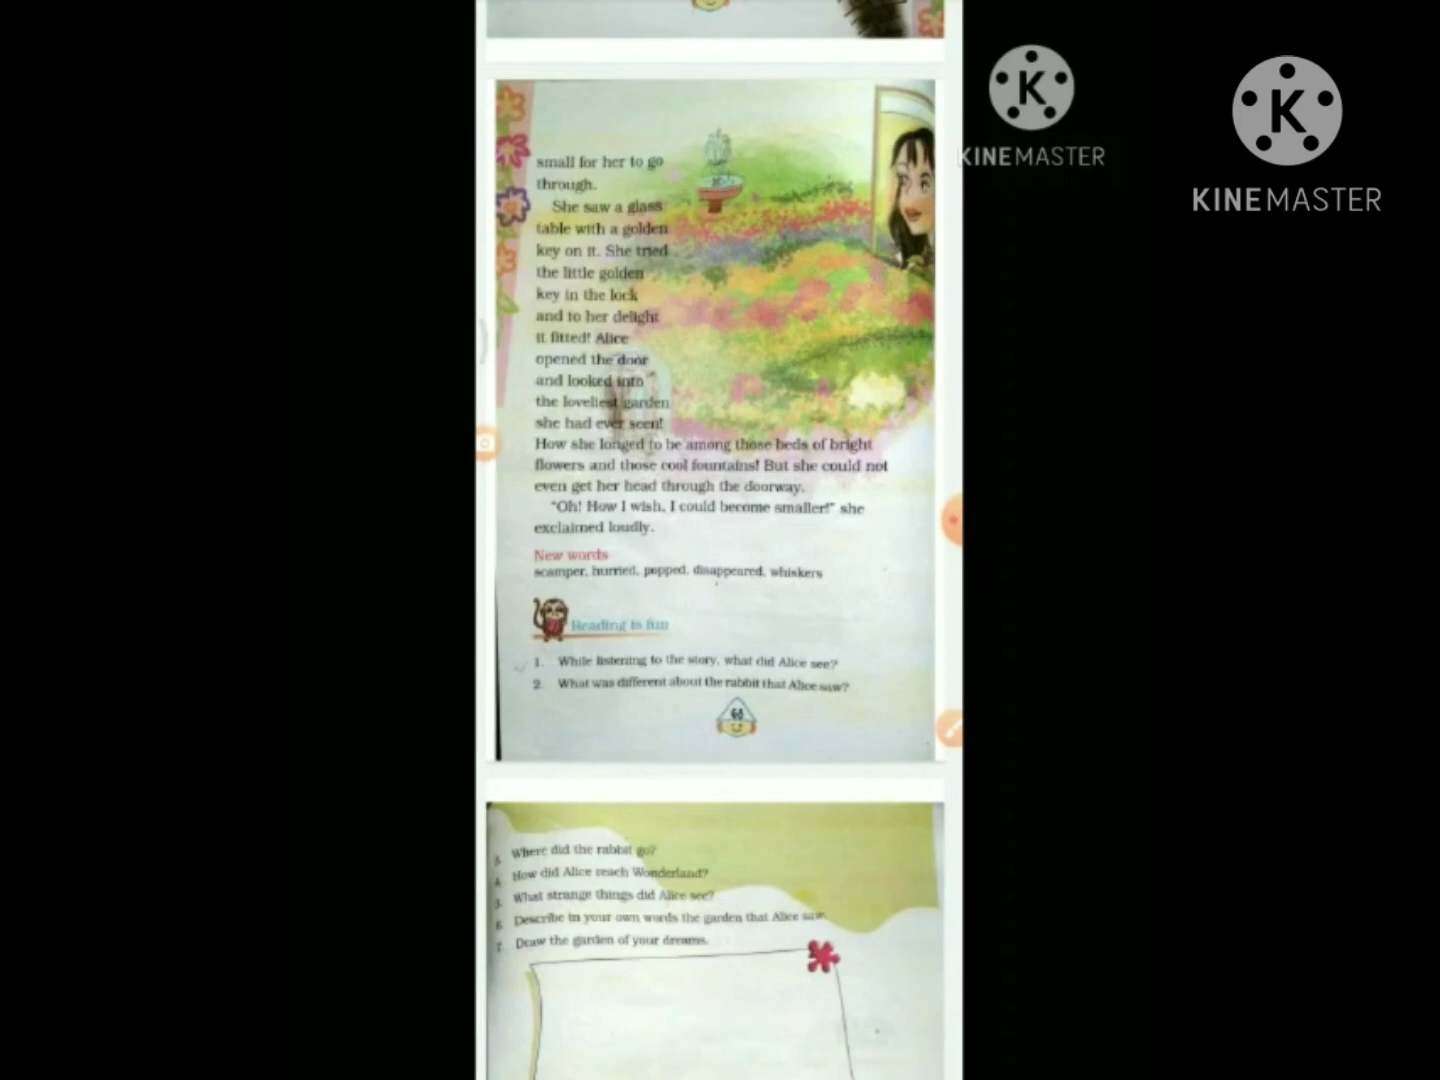 small for her to go
through.
She saw a glass
table with a golden
key on it. She tried
the little golden
key in the lock
and to her delight
it fitted! Alice
opened the door
and looked into
the loveliest garden
she had ever seen!
How she longed to be among those beds of bright
flowers and those cool fountains! But she could not
even get her head through the doorway.
"Oh! How I wish, I could become smaller!" she
exclaimed loudly.
New words
scamper, hurried, popped, disappeared, whiskers
Reading is fun
1. While listening to the story, what did Alice see?
2. What was different about the rabbit that Alice saw?
3. Where did the rabbit go?
4. How did Alice reach Wonderland?
5. What strange things did Alice see?
6. Describe in your own words the garden that Alice saw.
7. Draw the garden of your dreams.
K
KINEMASTER
K
KINEMASTER